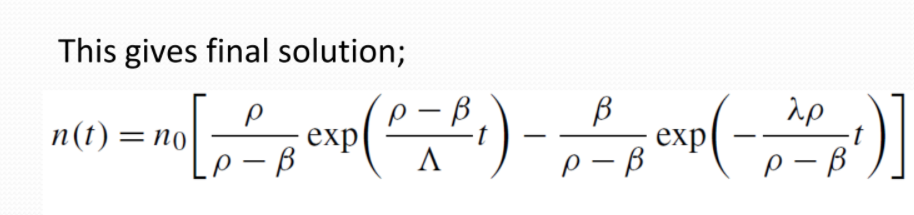 This gives final solution;
n(t) = n₀[ρ/(ρ − β) exp((ρ − β)/Λ t) − β/(ρ − β) exp(−λρ/(ρ − β) t)]